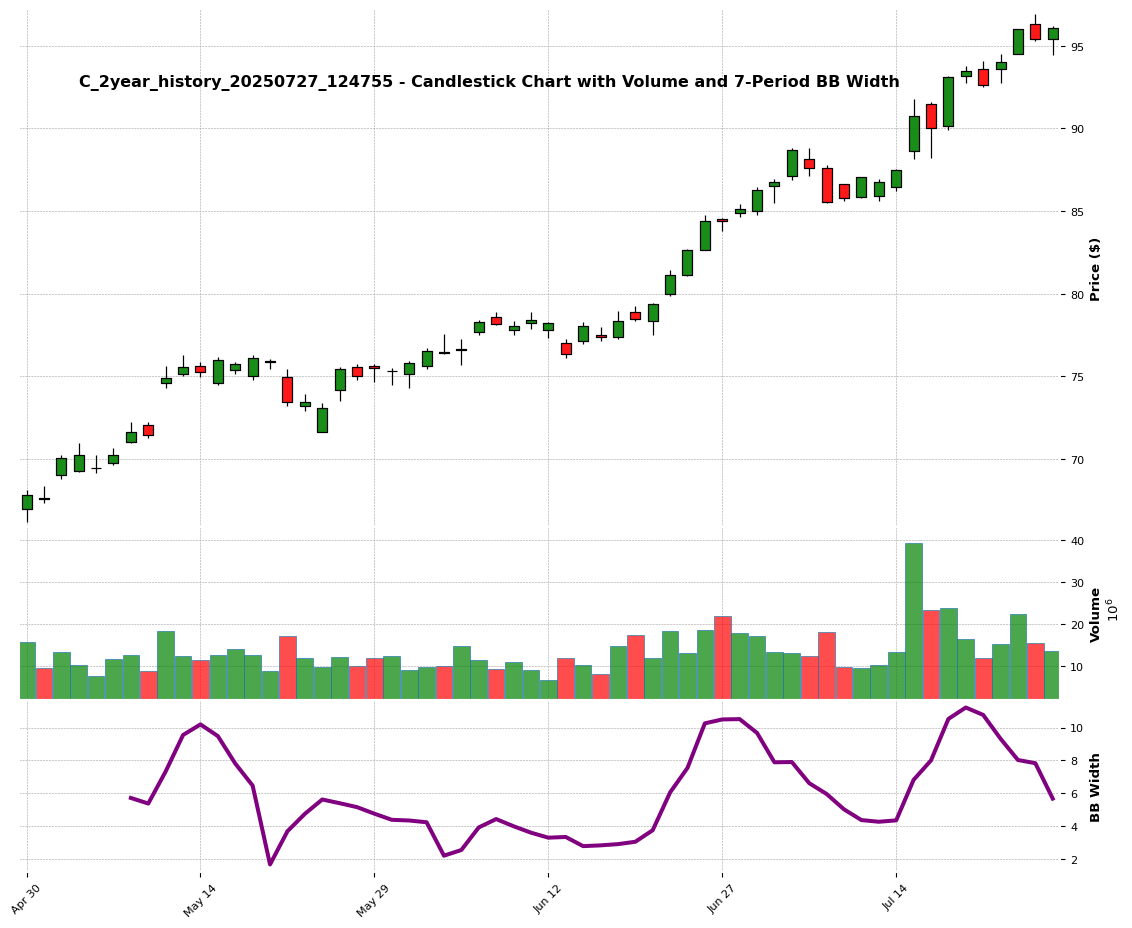 C_2year_history_20250727_124755 - Candlestick Chart with Volume and 7-Period BB Width
95
90
85
80
75
70
Price ($)
40
30
20
10
Volume
10^6
10
8
6
4
2
BB Width
Apr 30
May 14
May 29
Jun 12
Jun 27
Jul 14